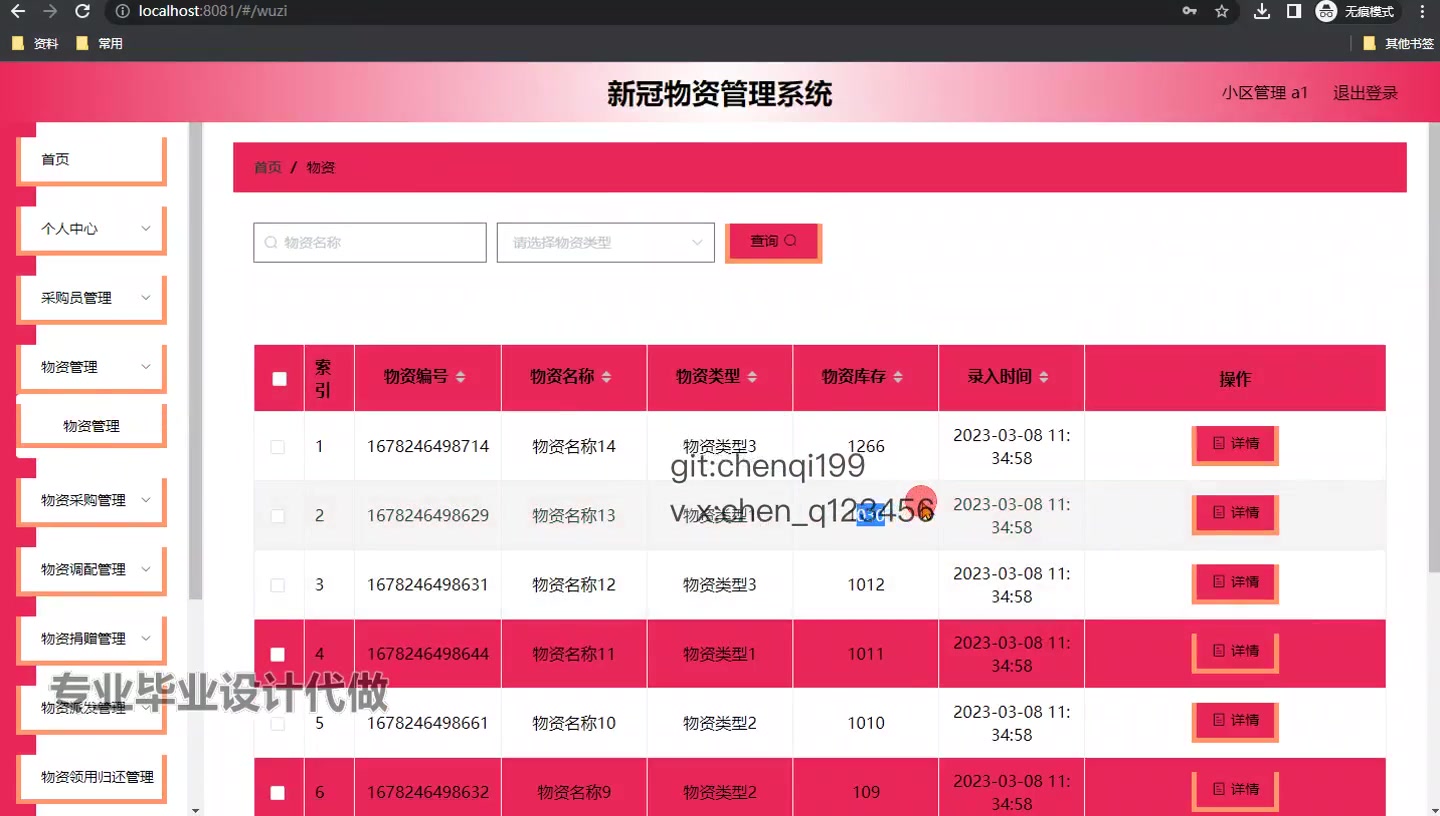 localhost:8081/#/wuzi
无痕模式
资料
常用
其他书签
新冠物资管理系统
小区管理 a1
退出登录
首页
个人中心
采购员管理
物资管理
物资管理
物资采购管理
物资调配管理
物资捐赠管理
物资派发管理
物资领用归还管理
首页 / 物资
物资名称
请选择物资类型
查询
索引 物资编号 物资名称 物资类型 物资库存 录入时间 操作
1 1678246498714 物资名称14 物资类型3 1266 2023-03-08 11:34:58 详情
git:chenqi199
2 1678246498629 物资名称13 2023-03-08 11:34:58 详情
v x:chen_q123456
3 1678246498631 物资名称12 物资类型3 1012 2023-03-08 11:34:58 详情
4 1678246498644 物资名称11 物资类型1 1011 2023-03-08 11:34:58 详情
专业毕业设计代做
5 1678246498661 物资名称10 物资类型2 1010 2023-03-08 11:34:58 详情
6 1678246498632 物资名称9 物资类型2 109 2023-03-08 11:34:58 详情